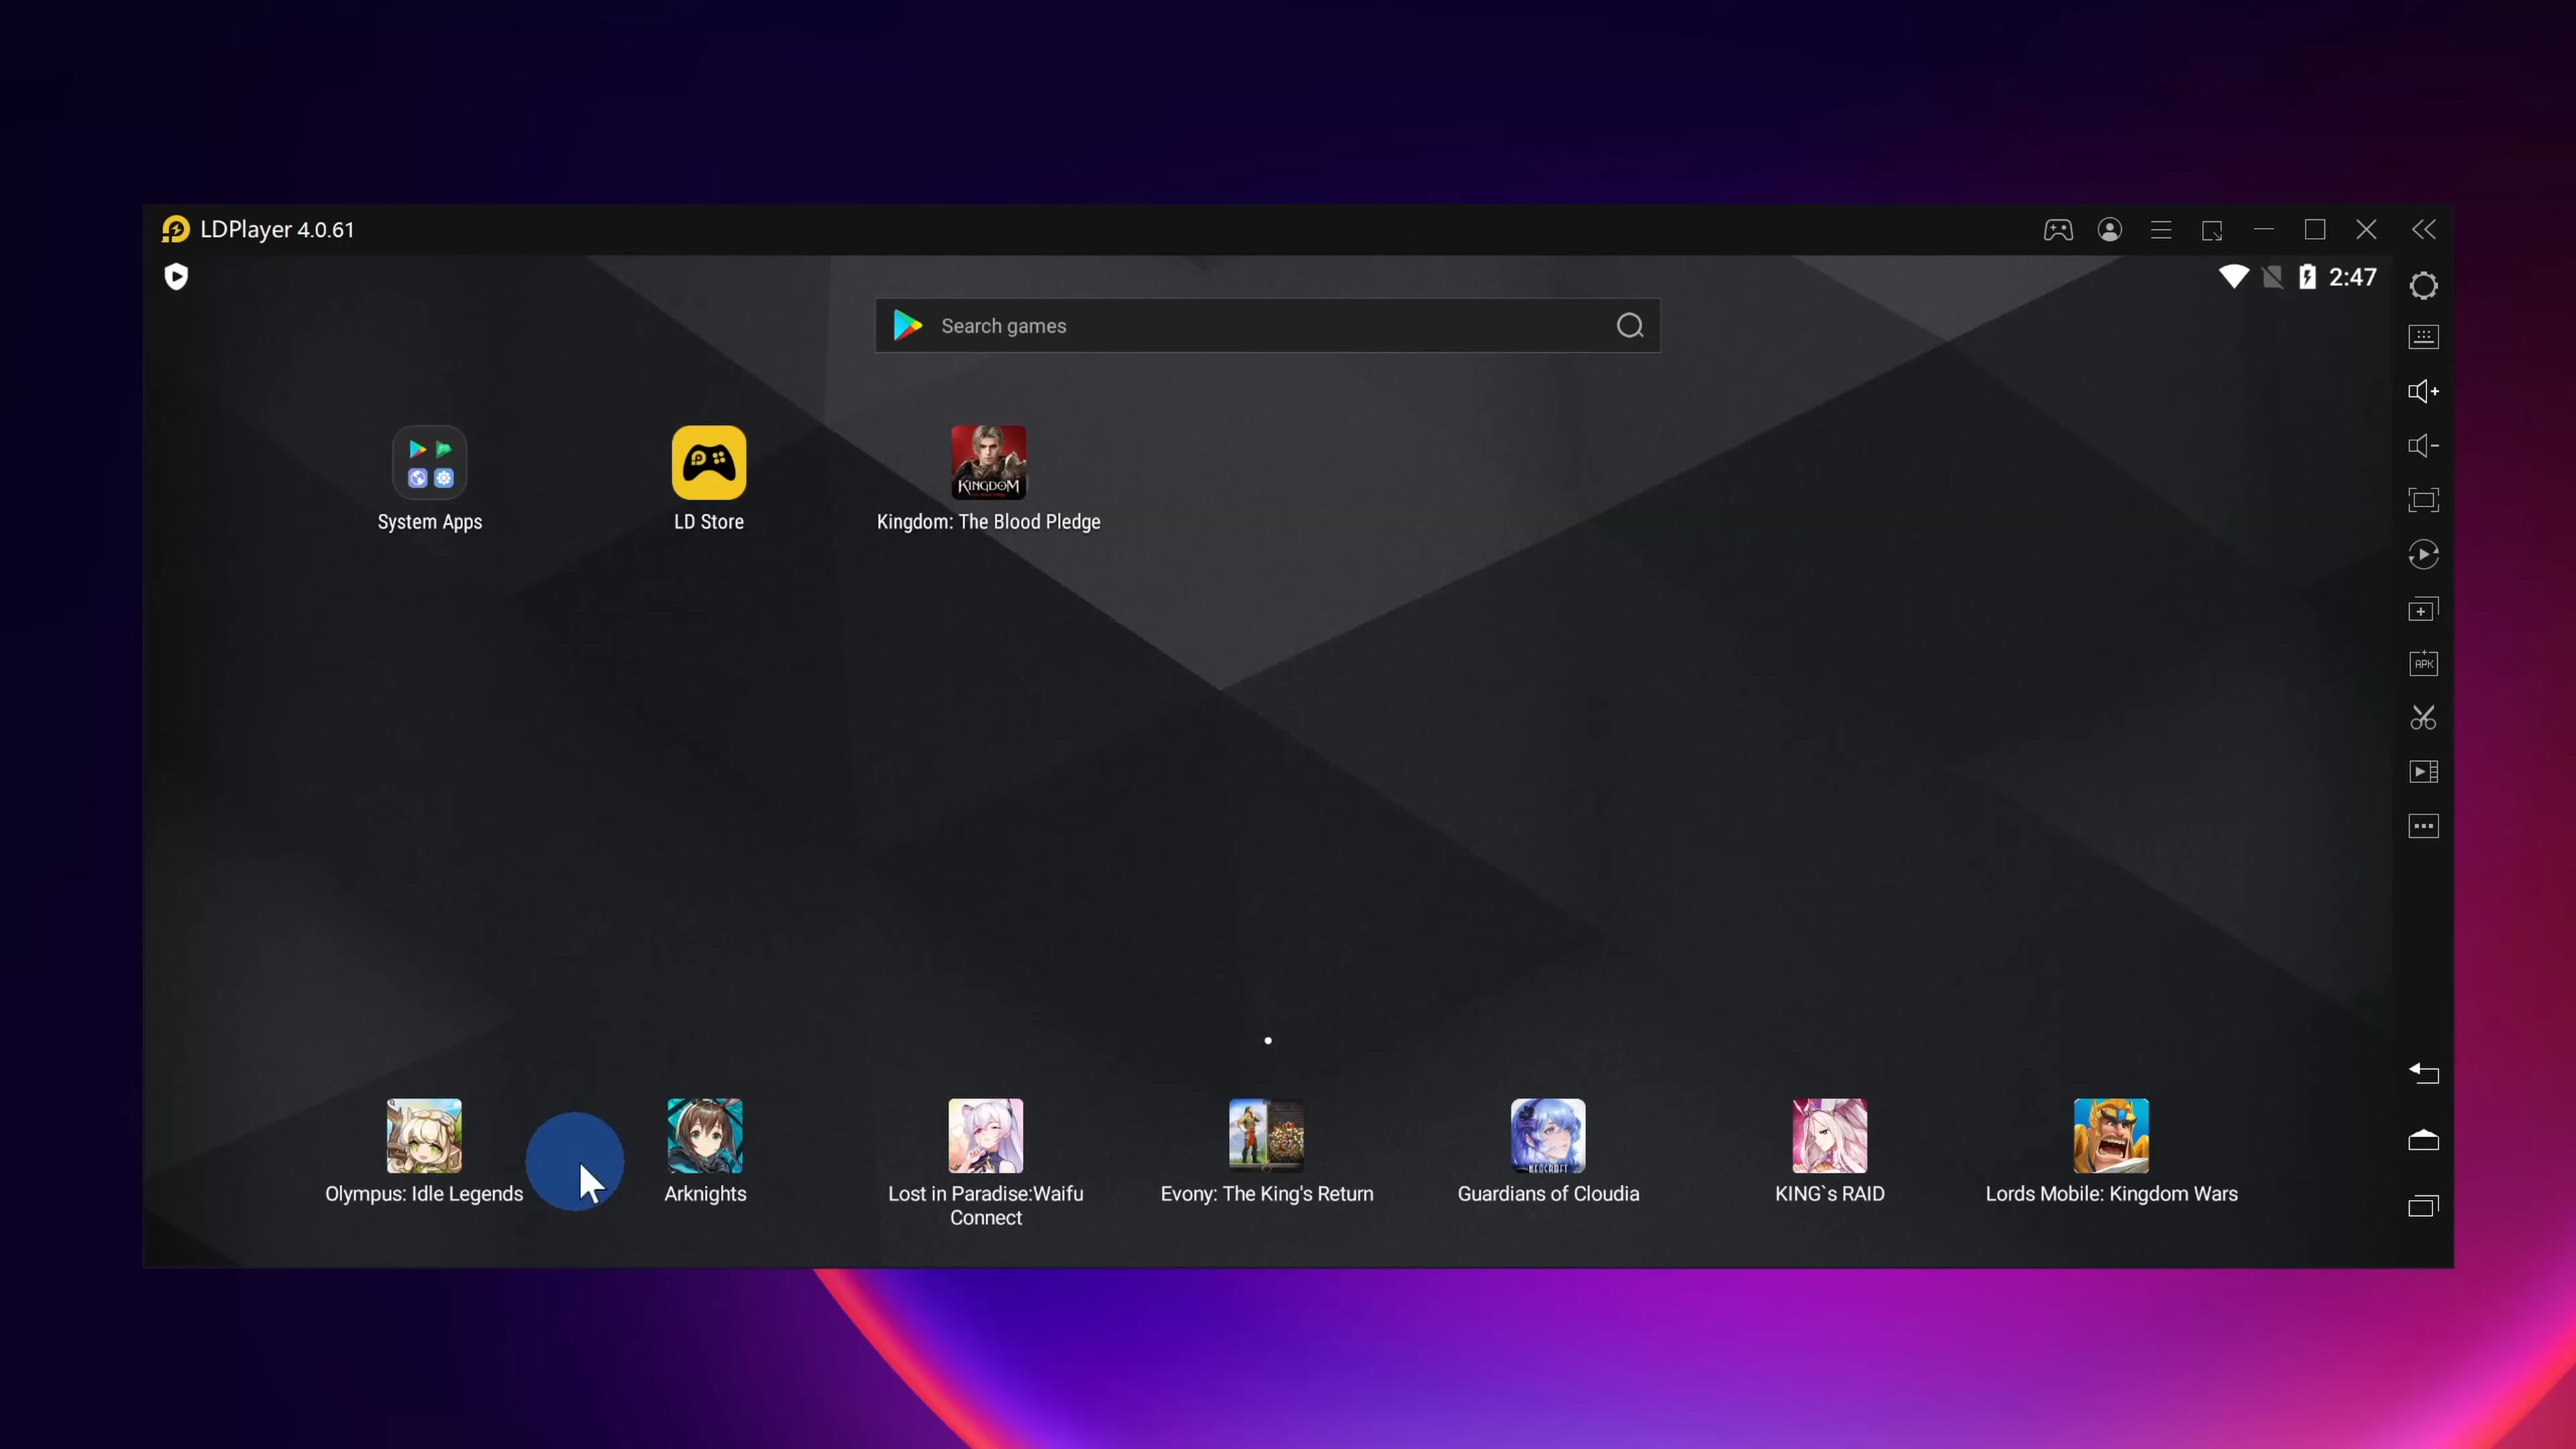 LDPlayer 4.0.61
2:47
Search games
System Apps
LD Store
KINGDOM
Kingdom: The Blood Pledge
APK
Olympus: Idle Legends
Arknights
Lost in Paradise:Waifu
Connect
Evony: The King's Return
Guardians of Cloudia
KING`s RAID
Lords Mobile: Kingdom Wars